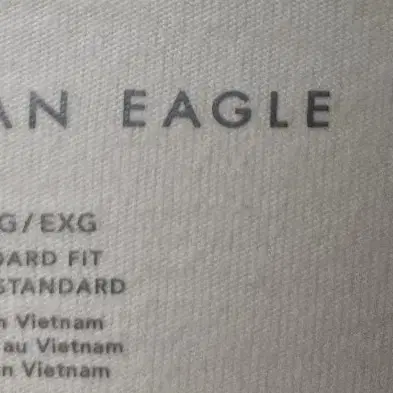 AN EAGLE
G/EXG
DARD FIT
STANDARD
n Vietnam
au Vietnam
n Vietnam